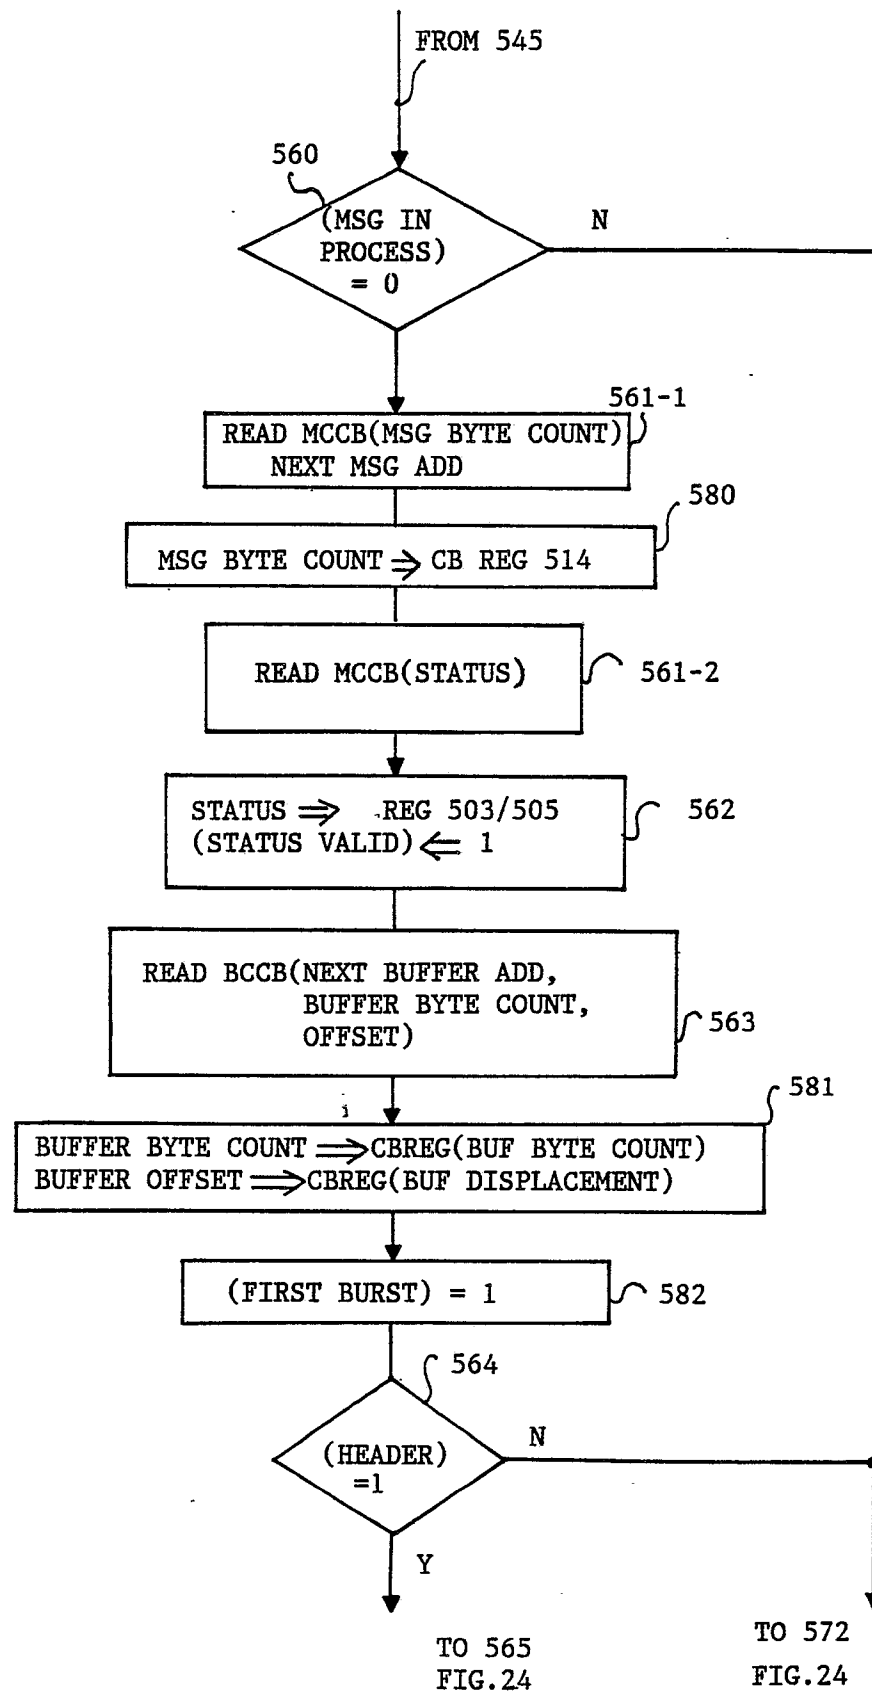 FROM 545
560
(MSG IN
PROCESS)
= 0
N
561-1
READ MCCB(MSG BYTE COUNT)
NEXT MSG ADD
580
MSG BYTE COUNT ⇒ CB REG 514
READ MCCB(STATUS)
561-2
STATUS ⇒ REG 503/505
(STATUS VALID) ⇐ 1
562
READ BCCB(NEXT BUFFER ADD,
BUFFER BYTE COUNT,
OFFSET)
563
581
BUFFER BYTE COUNT ⇒ CBREG(BUF BYTE COUNT)
BUFFER OFFSET ⇒ CBREG(BUF DISPLACEMENT)
(FIRST BURST) = 1
582
564
(HEADER)
=1
N
Y
TO 565
FIG.24
TO 572
FIG.24